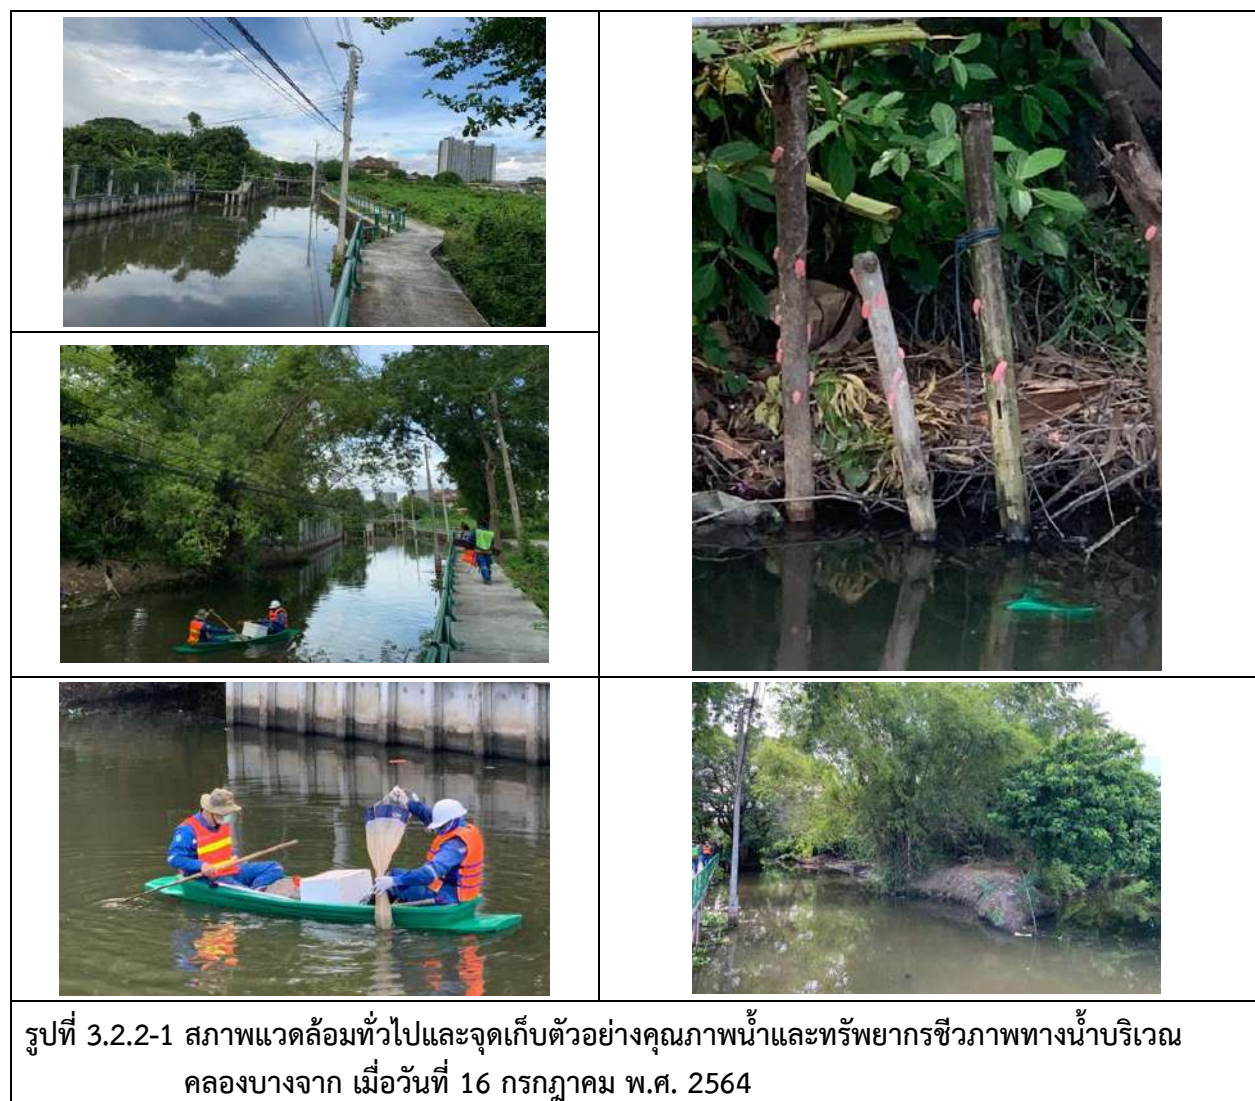 รูปที่ 3.2.2-1 สภาพแวดล้อมทั่วไปและจุดเก็บตัวอย่างคุณภาพน้ำและทรัพยากรชีวภาพทางน้ำบริเวณ
คลองบางจาก เมื่อวันที่ 16 กรกฎาคม พ.ศ. 2564